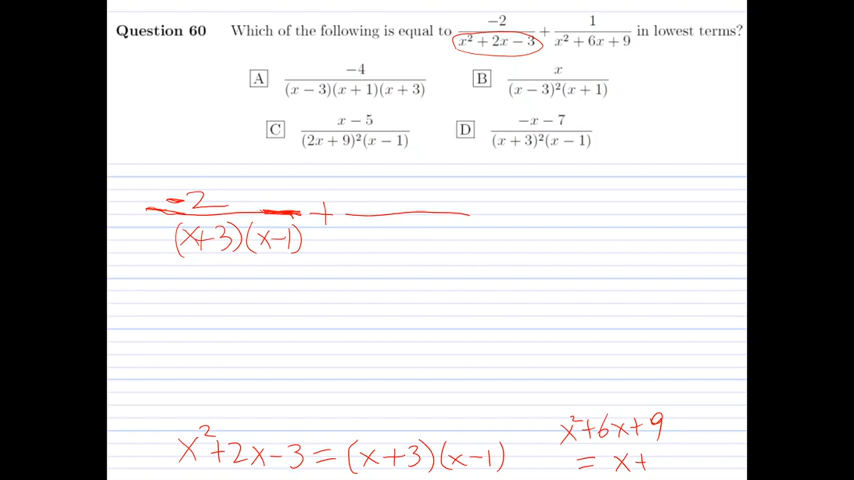 Question 60 Which of the following is equal to −2/(x² + 2x − 3) + 1/(x² + 6x + 9) in lowest terms?
A −4/((x − 3)(x + 1)(x + 3)) B x/((x − 3)²(x + 1))
C (x − 5)/((2x + 9)²(x − 1)) D (−x − 7)/((x + 3)²(x − 1))
-2
+
(x+3)(x-1)
x²+6x+9
x²+2x-3=(x+3)(x-1)
= x+